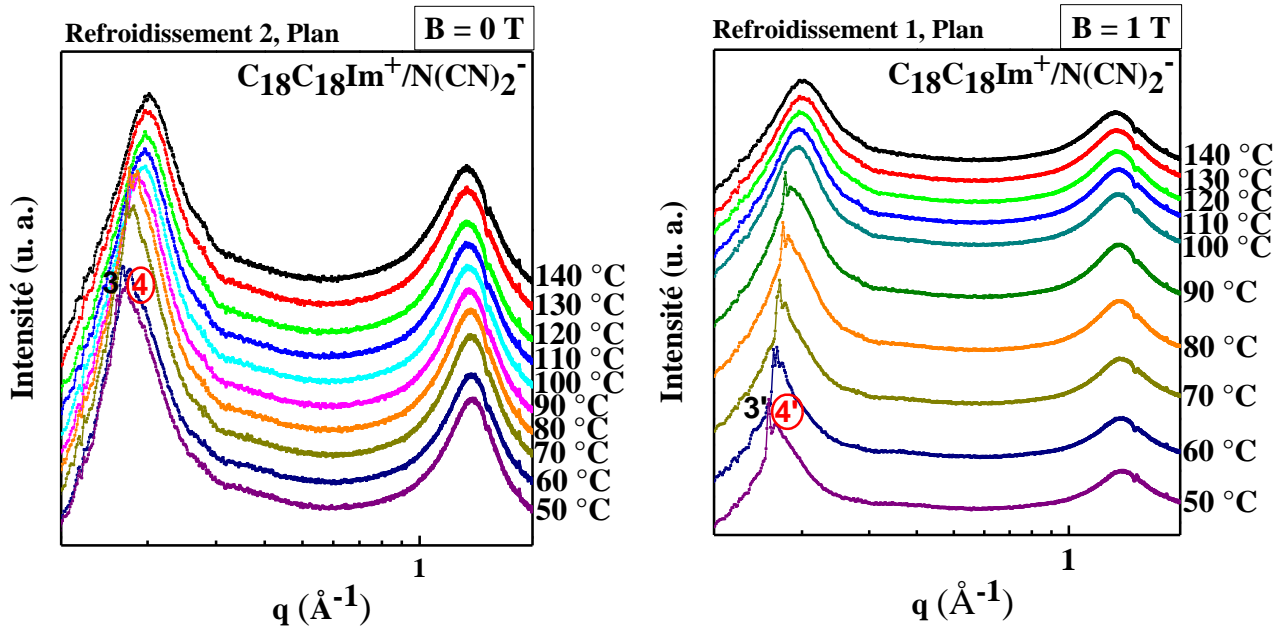 Refroidissement 2, Plan
B = 0 T
C18C18Im+/N(CN)2-
Intensité (u. a.)
3
4
140 °C
130 °C
120 °C
110 °C
100 °C
90 °C
80 °C
70 °C
60 °C
50 °C
1
q (Å-1)
Refroidissement 1, Plan
B = 1 T
C18C18Im+/N(CN)2-
Intensité (u. a.)
3'
4'
140 °C
130 °C
120 °C
110 °C
100 °C
90 °C
80 °C
70 °C
60 °C
50 °C
1
q (Å-1)